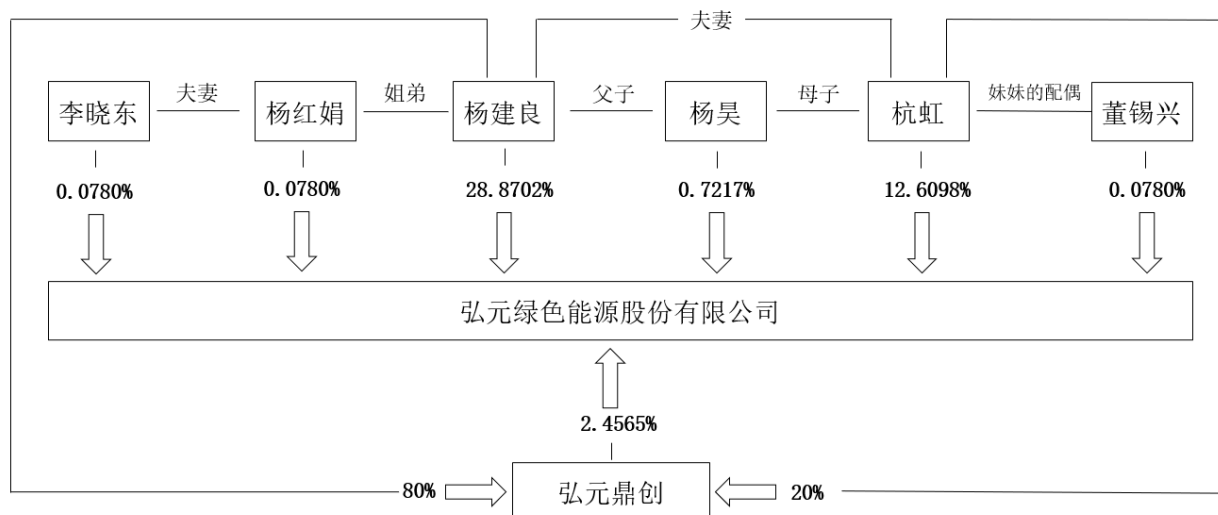 夫妻
李晓东
夫妻
杨红娟
姐弟
杨建良
父子
杨昊
母子
杭虹
妹妹的配偶
董锡兴
0.0780%
0.0780%
28.8702%
0.7217%
12.6098%
0.0780%
弘元绿色能源股份有限公司
2.4565%
80%
弘元鼎创
20%